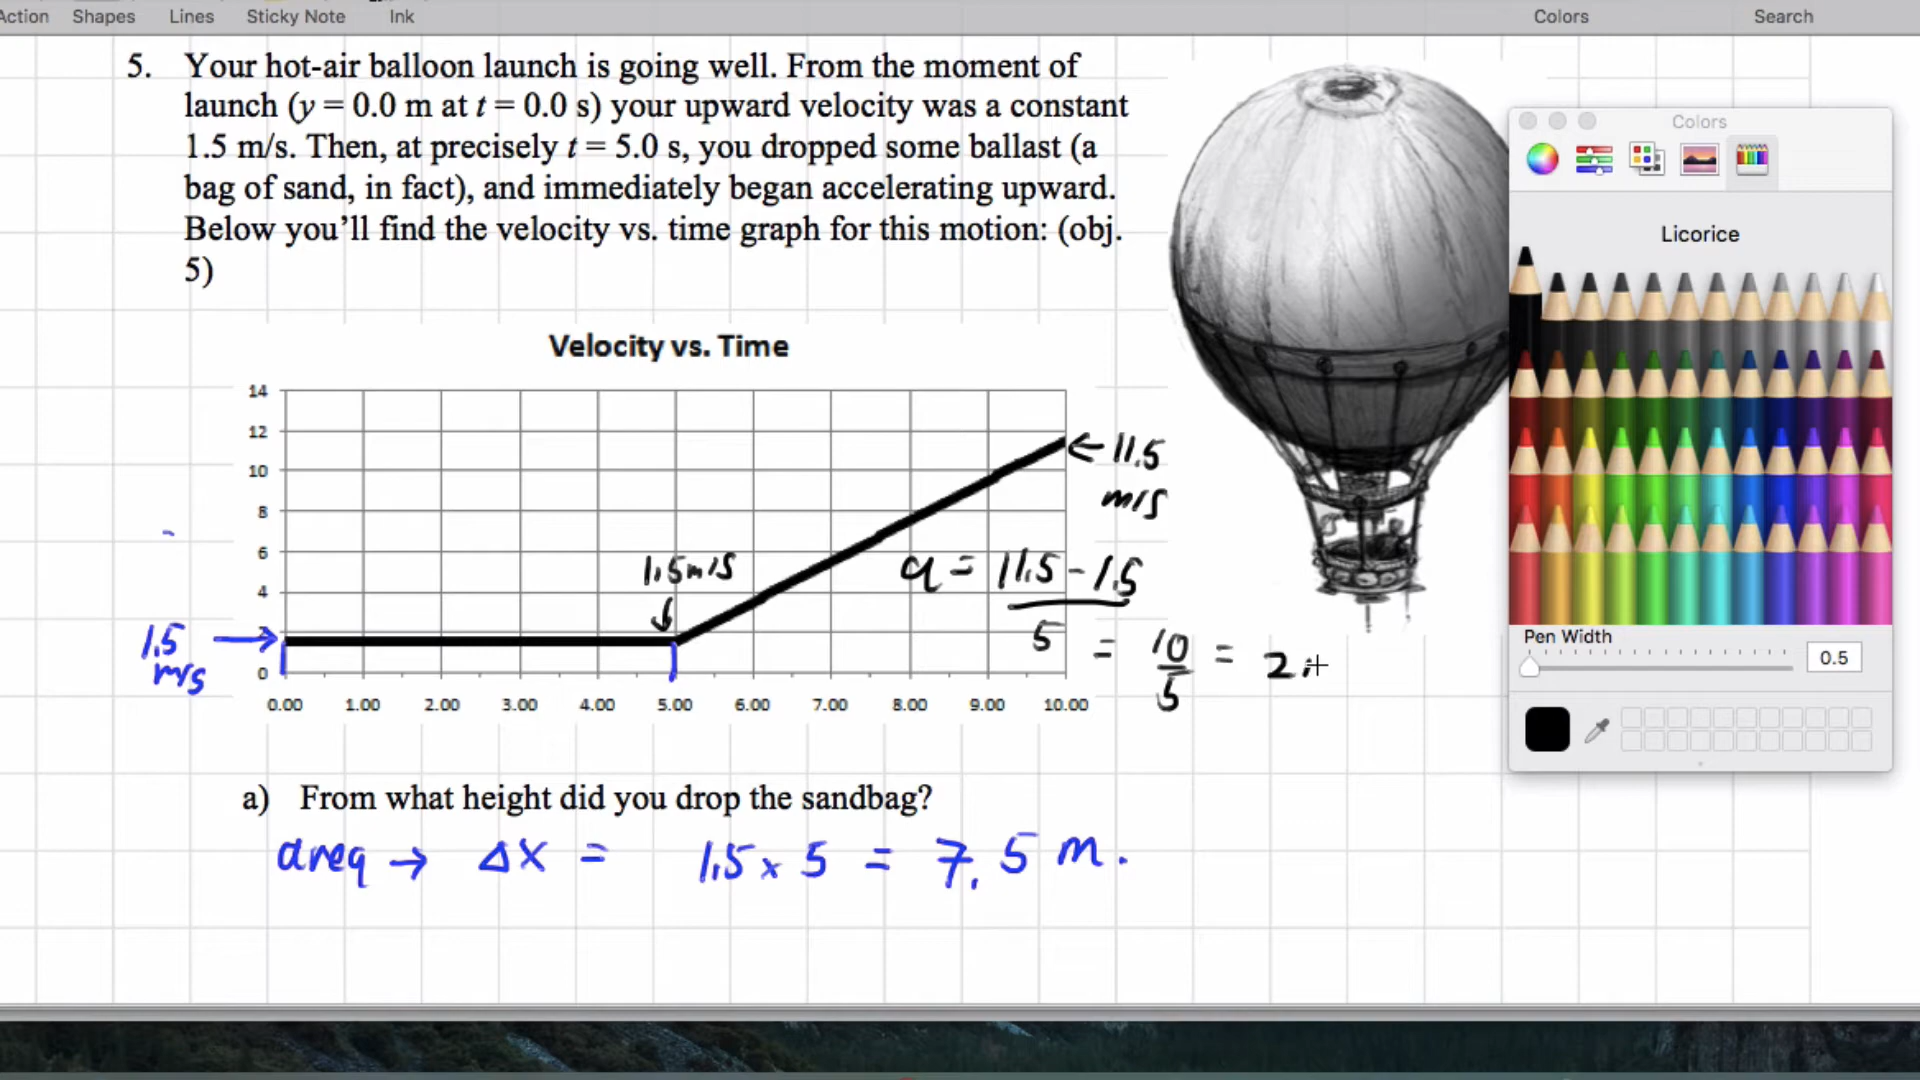 Action Shapes Lines Sticky Note Ink Colors Search
5. Your hot-air balloon launch is going well. From the moment of
launch (y = 0.0 m at t = 0.0 s) your upward velocity was a constant
1.5 m/s. Then, at precisely t = 5.0 s, you dropped some ballast (a
bag of sand, in fact), and immediately began accelerating upward.
Below you'll find the velocity vs. time graph for this motion: (obj.
5)
Velocity vs. Time
14
12
10
8
6
4
2
0
0.00 1.00 2.00 3.00 4.00 5.00 6.00 7.00 8.00 9.00 10.00
1.5
m/s
1.5 m/s
←11.5
m/s
a = 11.5 - 1.5
5 = 10
5
= 2
a) From what height did you drop the sandbag?
area → Δx = 1.5 x 5 = 7.5 m.
Colors
Licorice
Pen Width
0.5